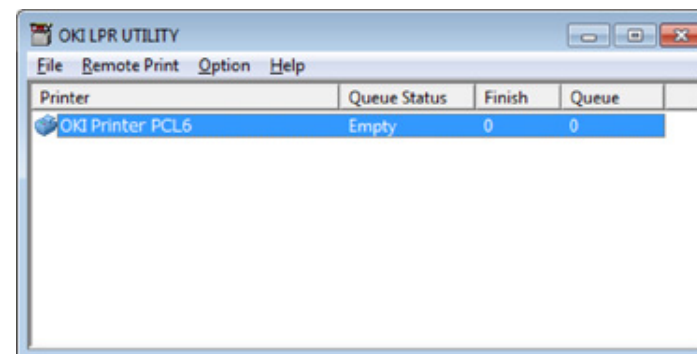 OKI LPR UTILITY
File Remote Print Option Help
Printer Queue Status Finish Queue
OKI Printer PCL6 Empty 0 0